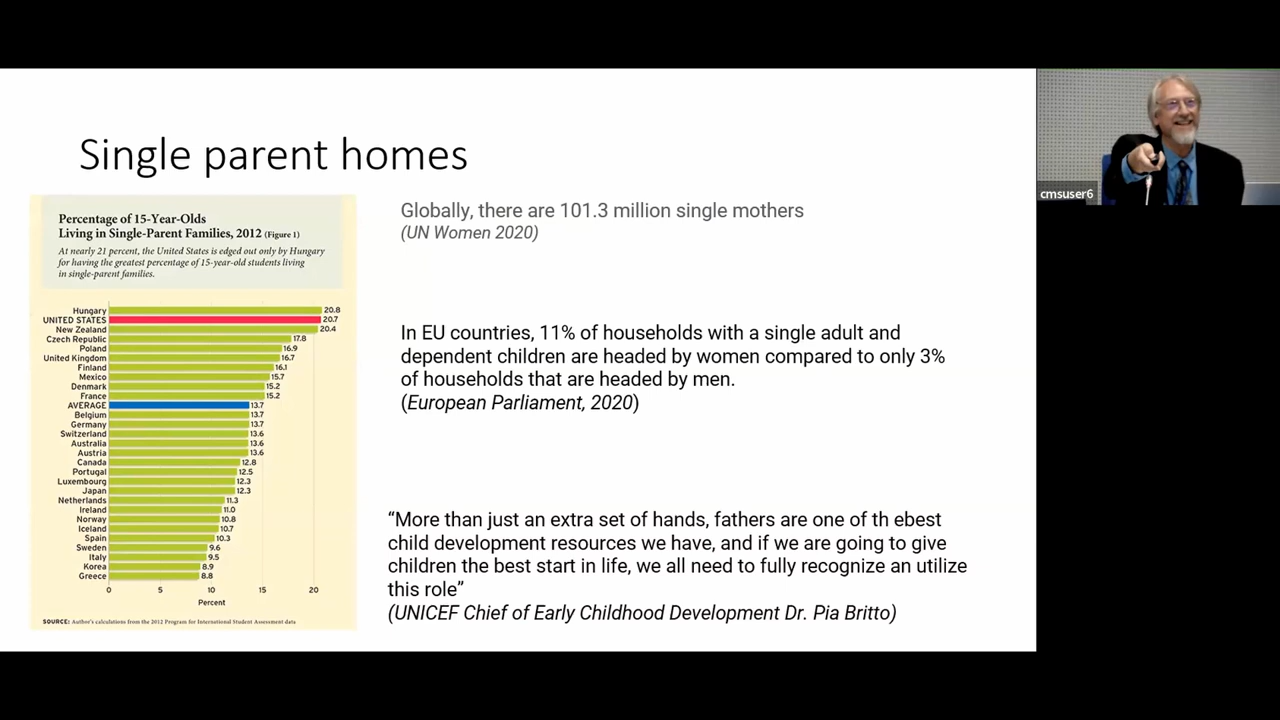 Single parent homes
Percentage of 15-Year-Olds
Living in Single-Parent Families, 2012 (Figure 1)
At nearly 21 percent, the United States is edged out only by Hungary
for having the greatest percentage of 15-year-old students living
in single-parent families.
Hungary 20.8
UNITED STATES 20.7
New Zealand 20.4
Czech Republic 17.8
Poland 16.9
United Kingdom 16.7
Finland 16.1
Mexico 15.7
Denmark 15.2
France 15.2
AVERAGE 13.7
Belgium 13.7
Germany 13.7
Switzerland 13.6
Australia 13.6
Austria 13.6
Canada 12.8
Portugal 12.5
Luxembourg 12.3
Japan 12.3
Netherlands 11.3
Ireland 11.0
Norway 10.8
Iceland 10.7
Spain 10.3
Sweden 9.6
Italy 9.5
Korea 8.9
Greece 8.8
0 5 10 15 20
Percent
SOURCE: Author's calculations from the 2012 Program for International Student Assessment data
Globally, there are 101.3 million single mothers
(UN Women 2020)
In EU countries, 11% of households with a single adult and
dependent children are headed by women compared to only 3%
of households that are headed by men.
(European Parliament, 2020)
“More than just an extra set of hands, fathers are one of th ebest
child development resources we have, and if we are going to give
children the best start in life, we all need to fully recognize an utilize
this role”
(UNICEF Chief of Early Childhood Development Dr. Pia Britto)
cmsuser6